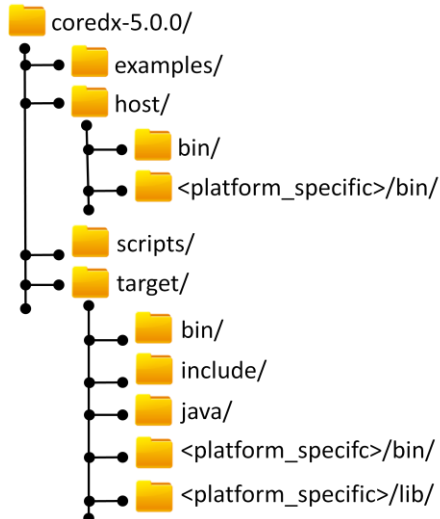 coredx-5.0.0/
examples/
host/
bin/
<platform_specific>/bin/
scripts/
target/
bin/
include/
java/
<platform_specifc>/bin/
<platform_specific>/lib/